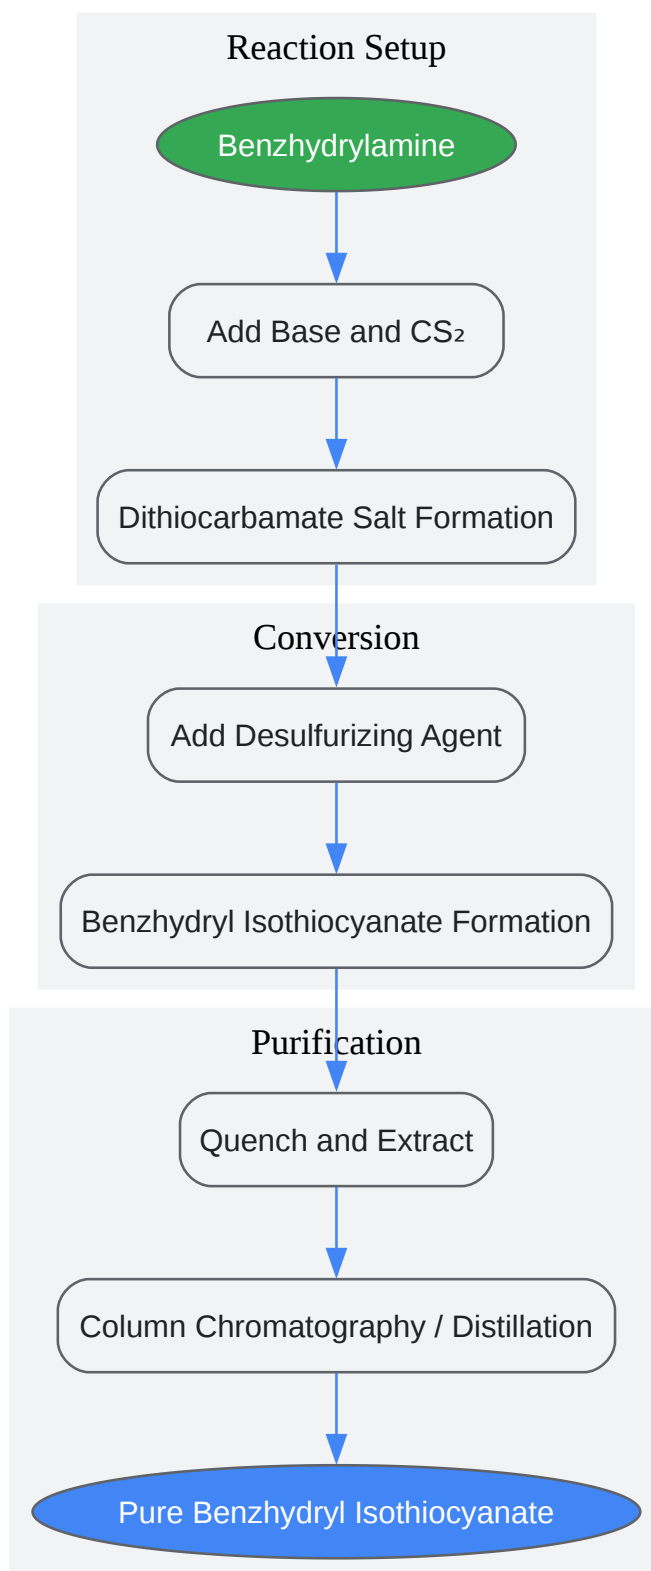 Reaction Setup
Benzhydrylamine
Add Base and CS₂
Dithiocarbamate Salt Formation
Conversion
Add Desulfurizing Agent
Benzhydryl Isothiocyanate Formation
Purification
Quench and Extract
Column Chromatography / Distillation
Pure Benzhydryl Isothiocyanate